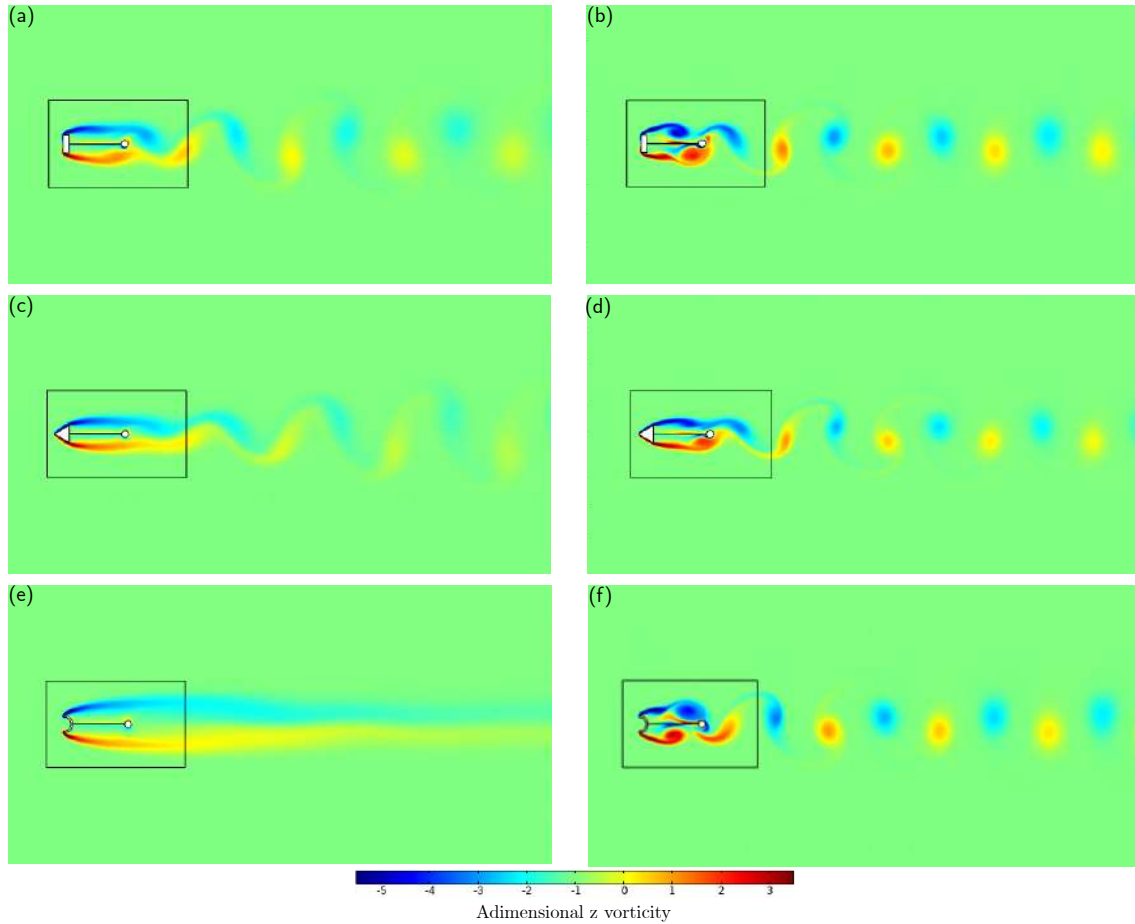 (a)
(b)
(c)
(d)
(e)
(f)
-5 -4 -3 -2 -1 0 1 2 3
Adimensional z vorticity